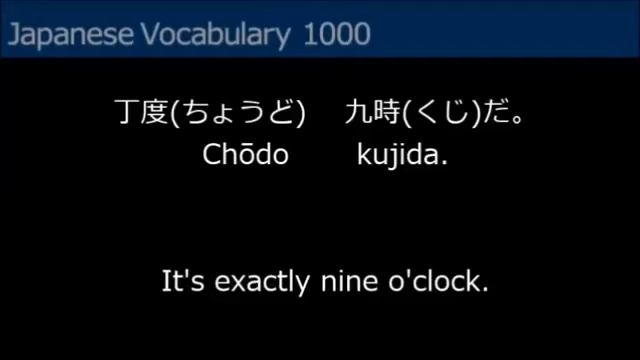 Japanese Vocabulary 1000
丁度(ちょうど) 九時(くじ)だ。
Chōdo kujida.
It's exactly nine o'clock.